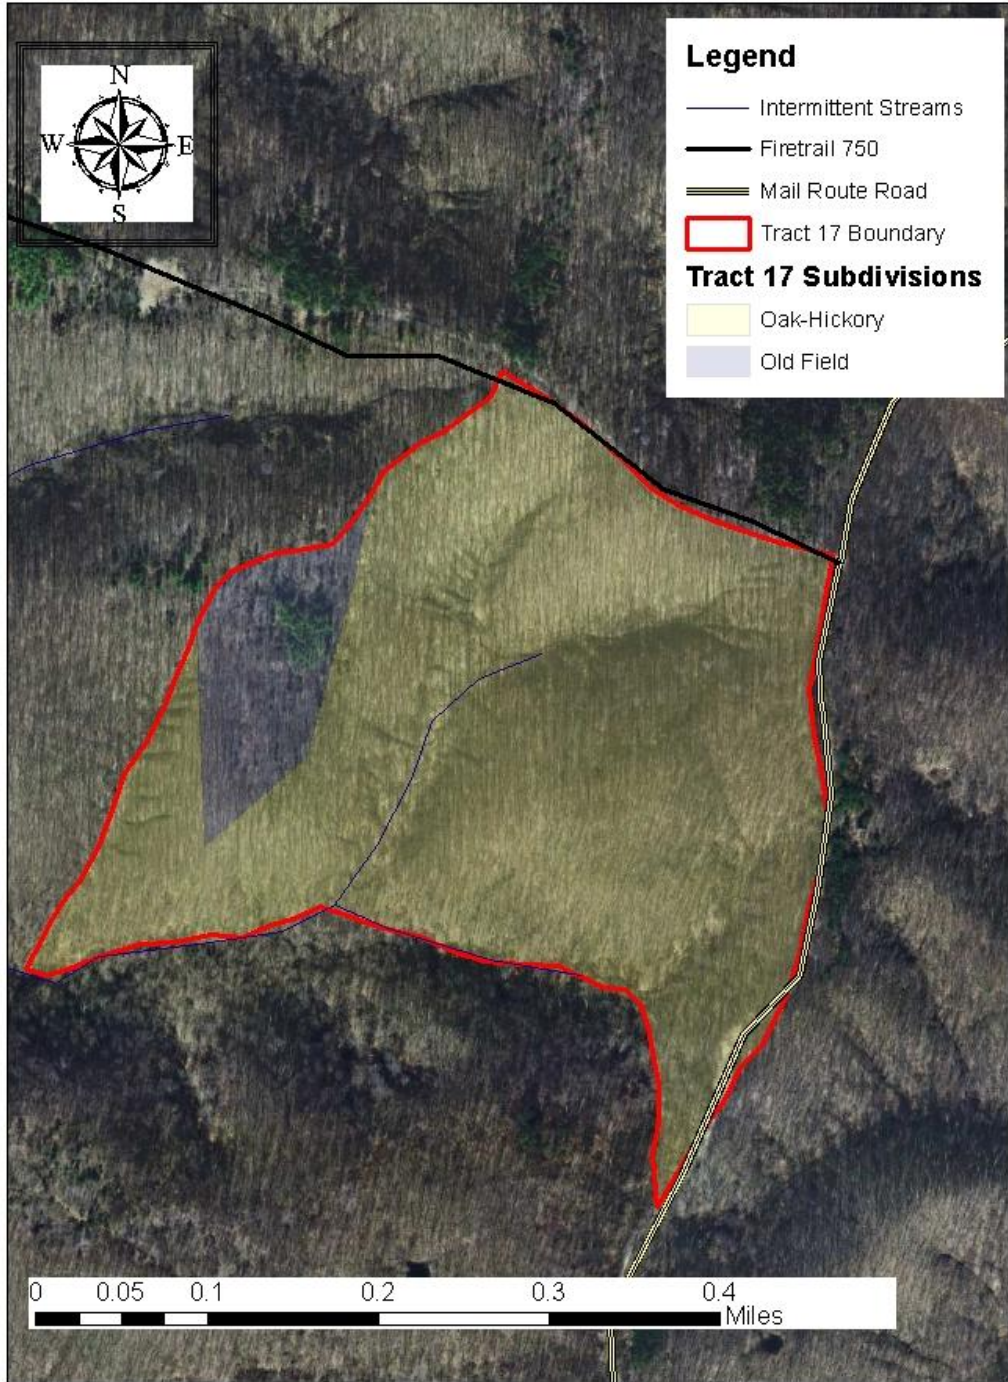 N
W E
S
Legend
Intermittent Streams
Firetrail 750
Mail Route Road
Tract 17 Boundary
Tract 17 Subdivisions
Oak-Hickory
Old Field
0 0.05 0.1 0.2 0.3 0.4
Miles